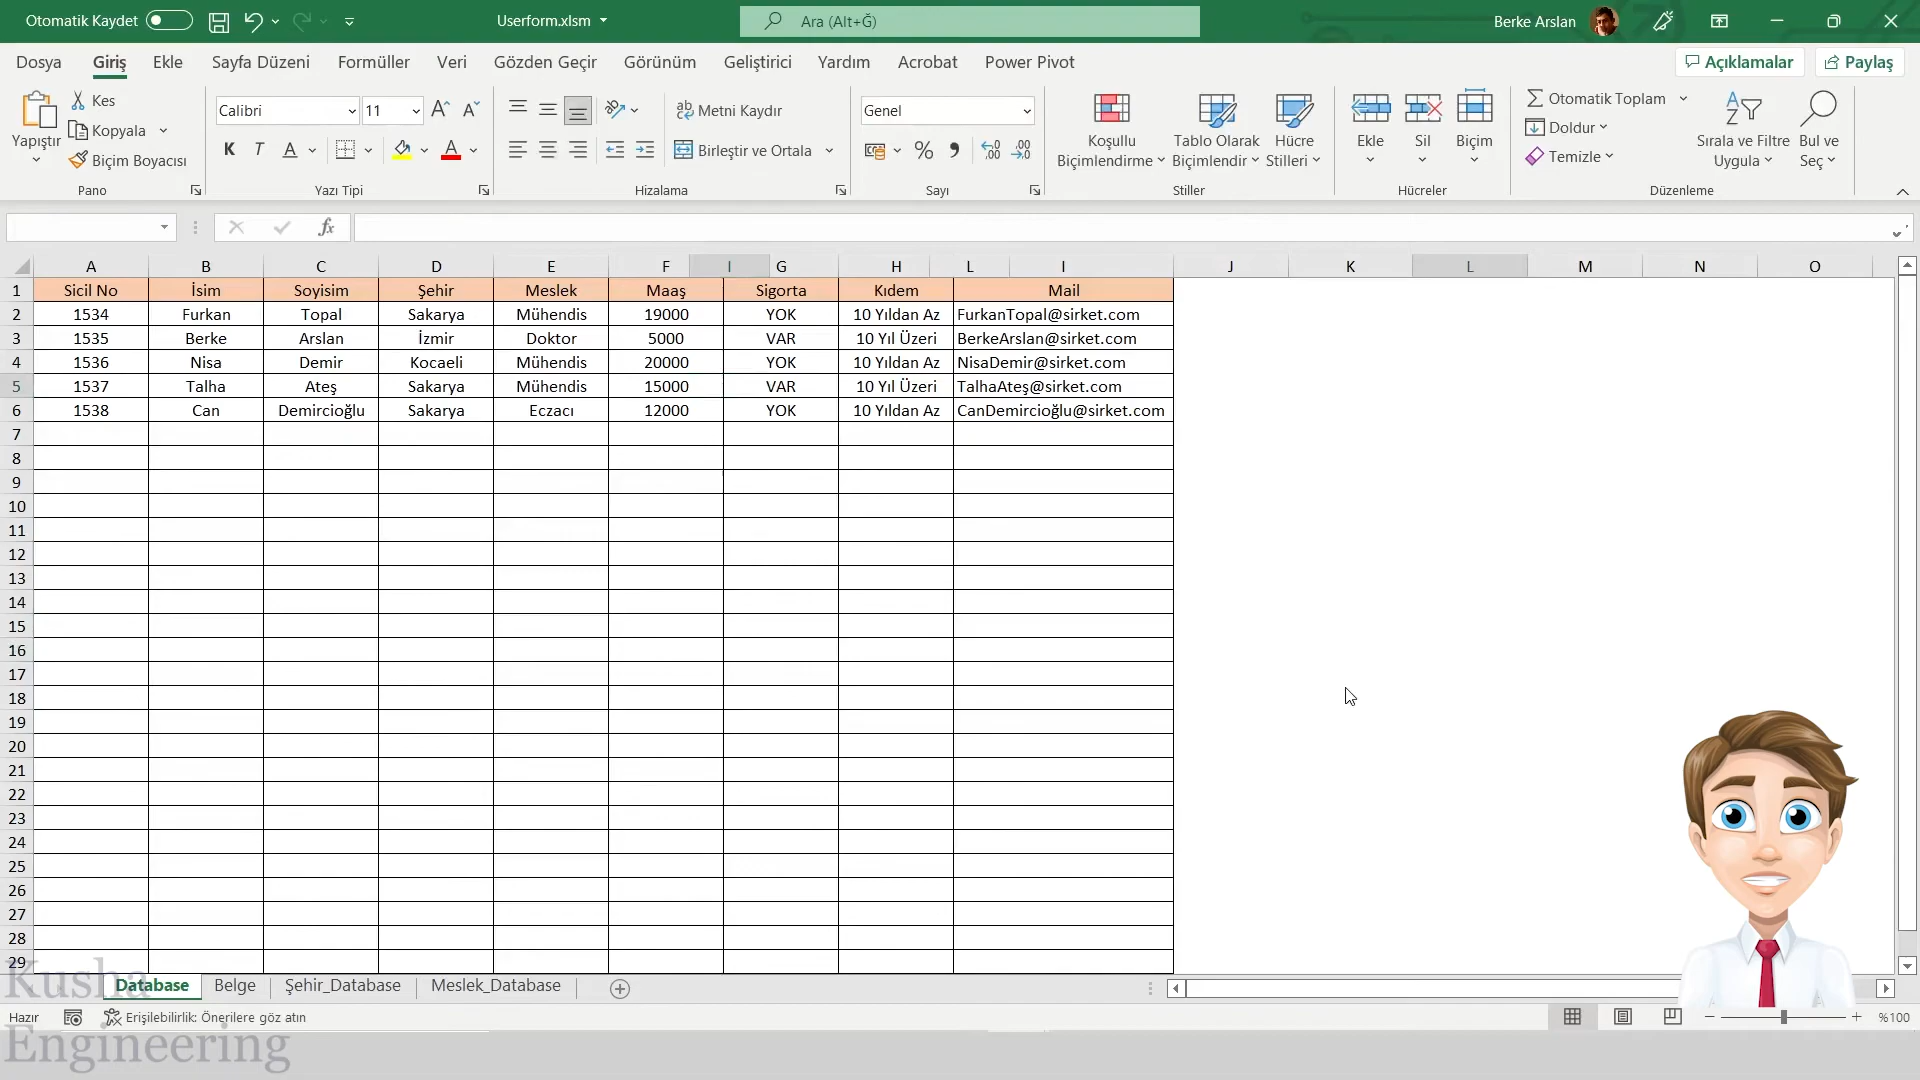 Otomatik Kaydet
Userform.xlsm
Ara (Alt+Ğ)
Berke Arslan
Dosya Giriş Ekle Sayfa Düzeni Formüller Veri Gözden Geçir Görünüm Geliştirici Yardım Acrobat Power Pivot Açıklamalar Paylaş
Yapıştır
Kes
Kopyala
Biçim Boyacısı
Pano
Calibri 11
K T A
Yazı Tipi
Metni Kaydır
Birleştir ve Ortala
Hizalama
Genel
Sayı
Koşullu Biçimlendirme
Tablo Olarak Biçimlendir
Hücre Stilleri
Stiller
Ekle Sil Biçim
Hücreler
Otomatik Toplam
Doldur
Temizle
Sırala ve Filtre Uygula
Bul ve Seç
Düzenleme
fx
A B C D E F I G H L I J K L M N O
1 Sicil No İsim Soyisim Şehir Meslek Maaş Sigorta Kıdem Mail
2 1534 Furkan Topal Sakarya Mühendis 19000 YOK 10 Yıldan Az FurkanTopal@sirket.com
3 1535 Berke Arslan İzmir Doktor 5000 VAR 10 Yıl Üzeri BerkeArslan@sirket.com
4 1536 Nisa Demir Kocaeli Mühendis 20000 YOK 10 Yıldan Az NisaDemir@sirket.com
5 1537 Talha Ateş Sakarya Mühendis 15000 VAR 10 Yıl Üzeri TalhaAteş@sirket.com
6 1538 Can Demircioğlu Sakarya Eczacı 12000 YOK 10 Yıldan Az CanDemircioğlu@sirket.com
7
8
9
10
11
12
13
14
15
16
17
18
19
20
21
22
23
24
25
26
27
28
29
Kusha
Database Belge Şehir_Database Meslek_Database
Hazır Erişilebilirlik: Önerilere göz atın %100
Engineering